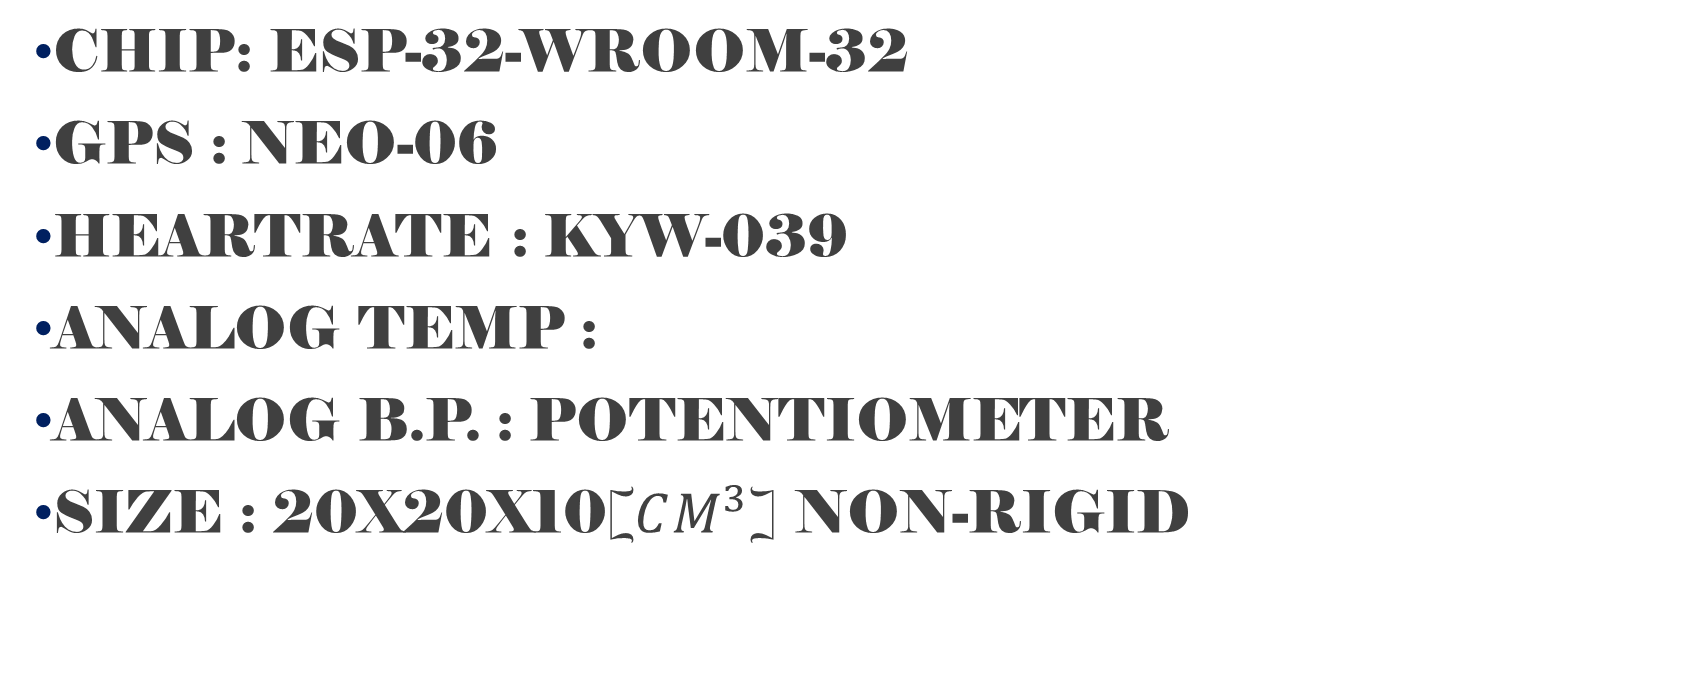 •CHIP: ESP-32-WROOM-32
•GPS : NEO-06
•HEARTRATE : KYW-039
•ANALOG TEMP :
•ANALOG B.P. : POTENTIOMETER
•SIZE : 20X20X10[CM³] NON-RIGID